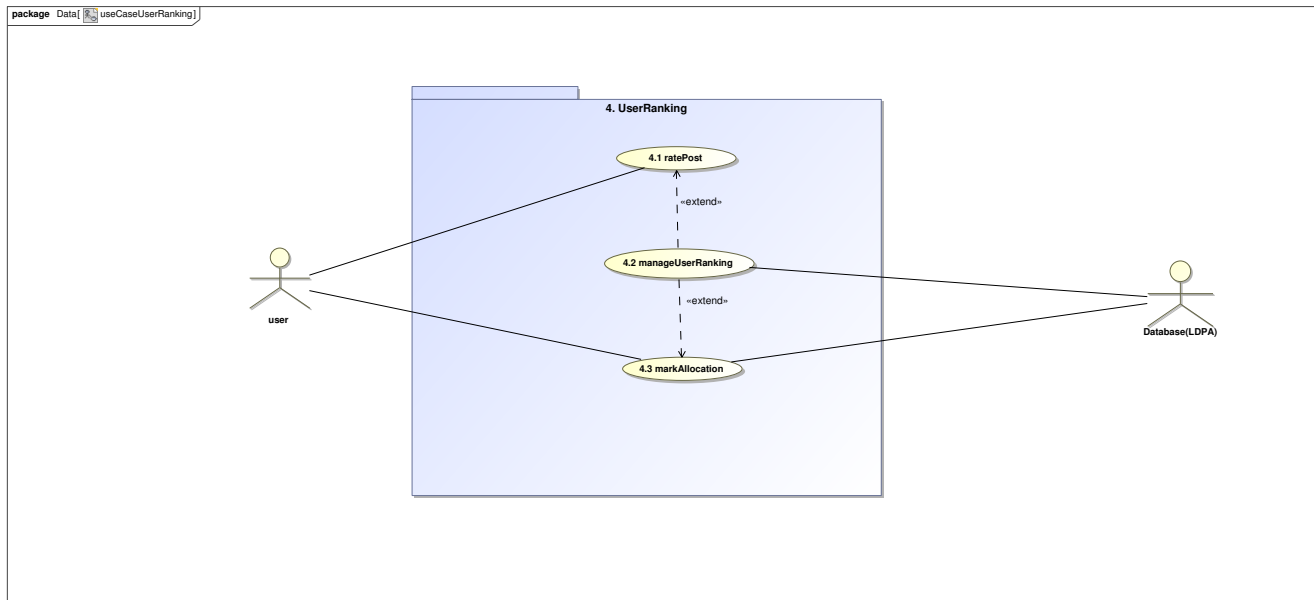 package Data[ useCaseUserRanking]
4. UserRanking
4.1 ratePost
«extend»
4.2 manageUserRanking
«extend»
user
Database(LDPA)
4.3 markAllocation